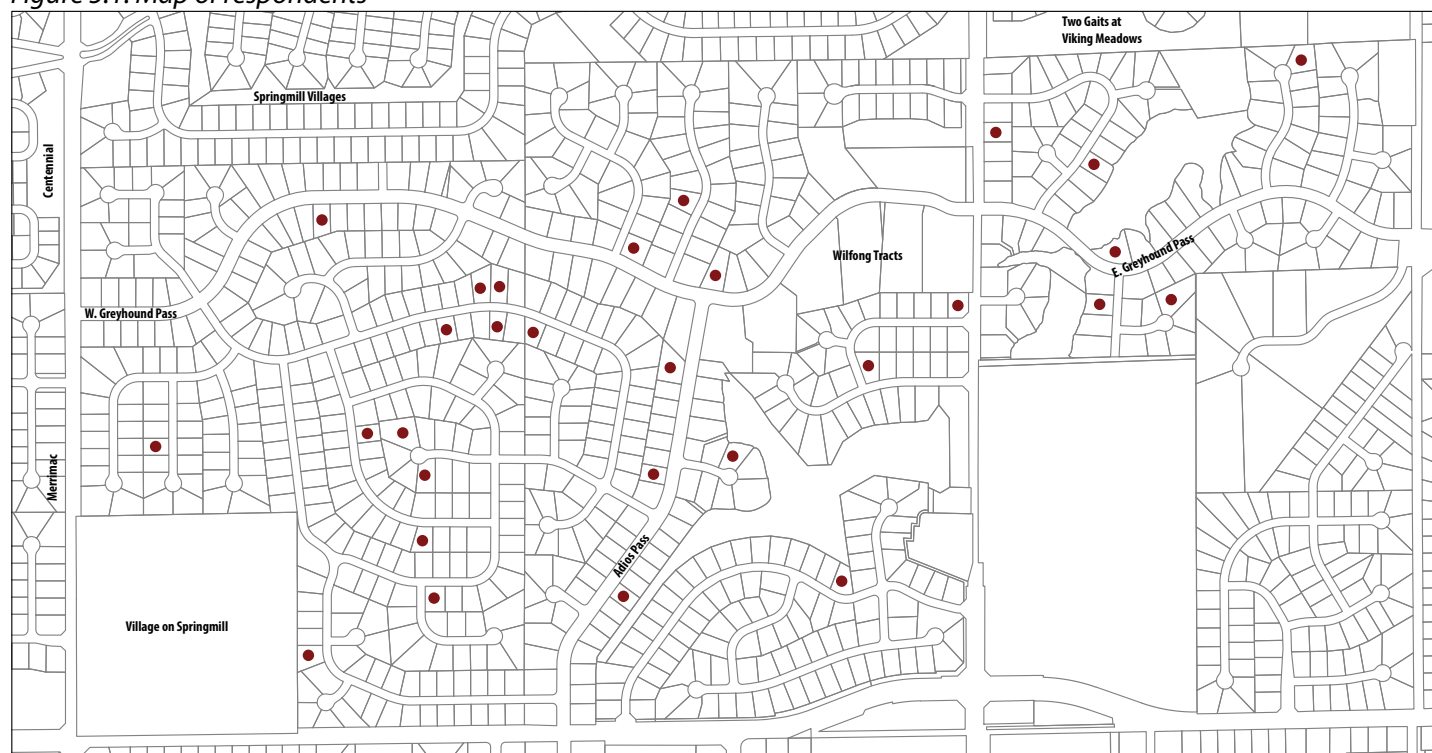 Figure 3.1. Map of respondents
Two Gaits at
Viking Meadows
Springmill Villages
Centennial
E. Greyhound Pass
Wilfong Tracts
W. Greyhound Pass
Merrimac
Adios Pass
Village on Springmill